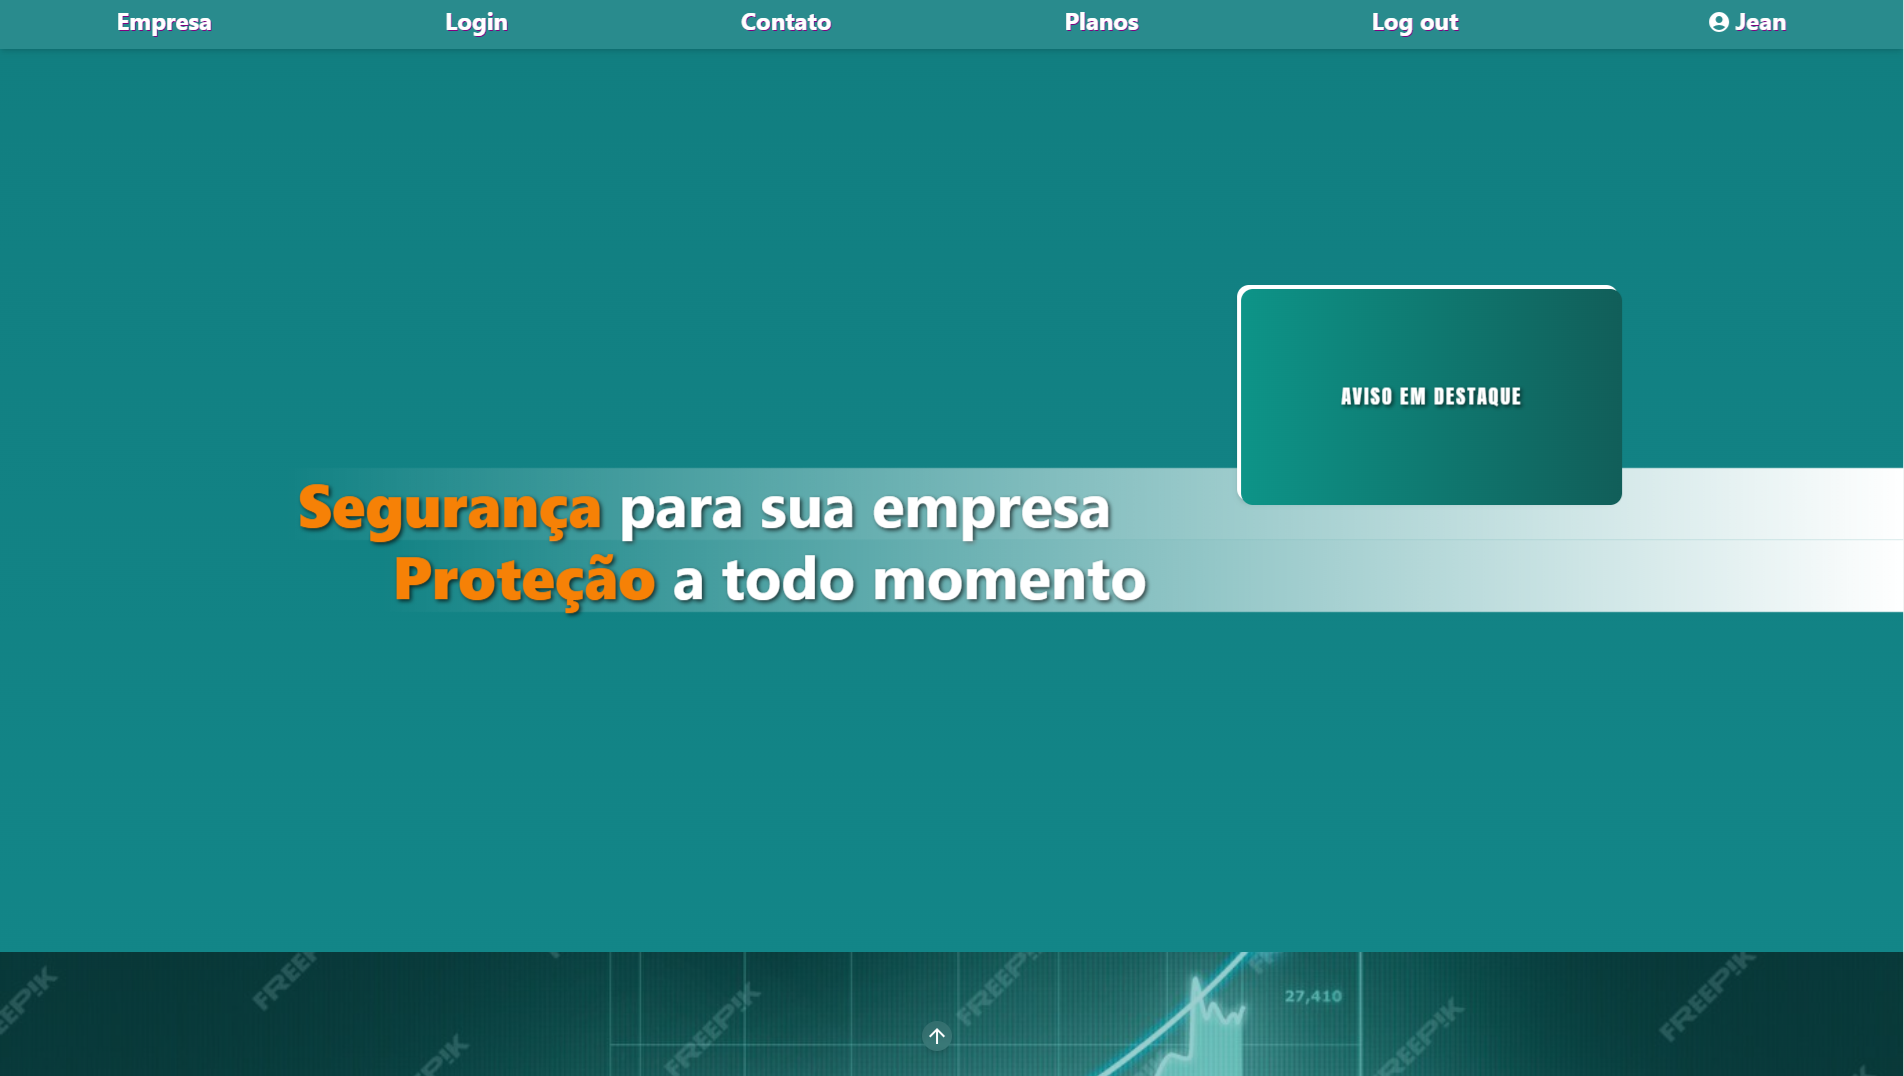 Empresa Login Contato Planos Log out Jean
AVISO EM DESTAQUE
Segurança para sua empresa
Proteção a todo momento
27,410
FREEPIK
FREEPIK
FREEPIK
FREEPIK
FREEPIK
FREEPIK